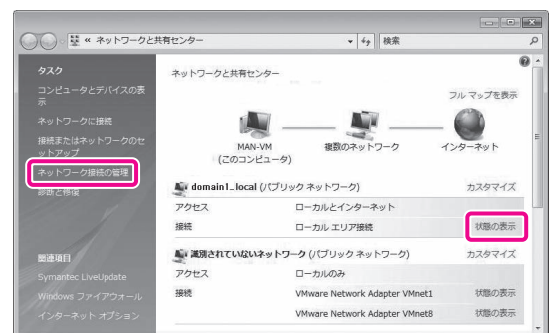 « ネットワークと共有センター
検索
タスク
コンピュータとデバイスの表
示
ネットワークに接続
接続またはネットワークのセ
ットアップ
ネットワーク接続の管理
診断と修復
関連項目
Symantec LiveUpdate
Windows ファイアウォール
インターネット オプション
ネットワークと共有センター
フル マップを表示
MAN-VM
(このコンピュータ)
複数のネットワーク
インターネット
domain1_local (パブリック ネットワーク)
カスタマイズ
アクセス
ローカルとインターネット
接続
ローカル エリア接続
状態の表示
識別されていないネットワーク (パブリック ネットワーク)
カスタマイズ
アクセス
ローカルのみ
接続
VMware Network Adapter VMnet1
状態の表示
VMware Network Adapter VMnet8
状態の表示